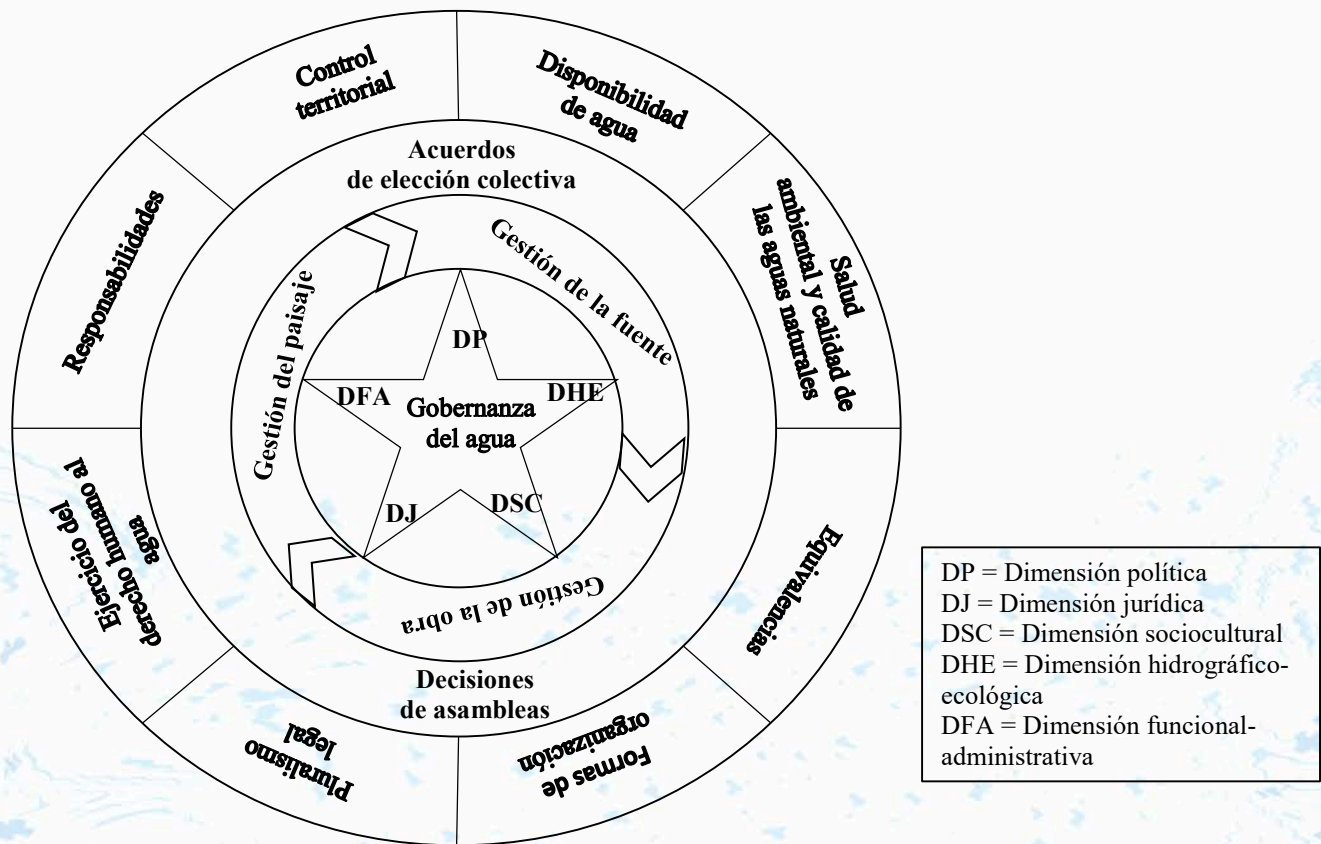 Control
territorial
Disponibilidad
de agua
Salud
ambiental y calidad de
las aguas naturales
Equivalencias
Formas de
organización
Pluralismo
legal
Ejercicio del
derecho humano al
agua
Responsabilidades
Acuerdos
de elección colectiva
Decisiones
de asambleas
Gestión de la fuente
Gestión de la obra
Gestión del paisaje
DP
DHE
DSC
DJ
DFA
Gobernanza
del agua
DP = Dimensión política
DJ = Dimensión jurídica
DSC = Dimensión sociocultural
DHE = Dimensión hidrográfico-
ecológica
DFA = Dimensión funcional-
administrativa